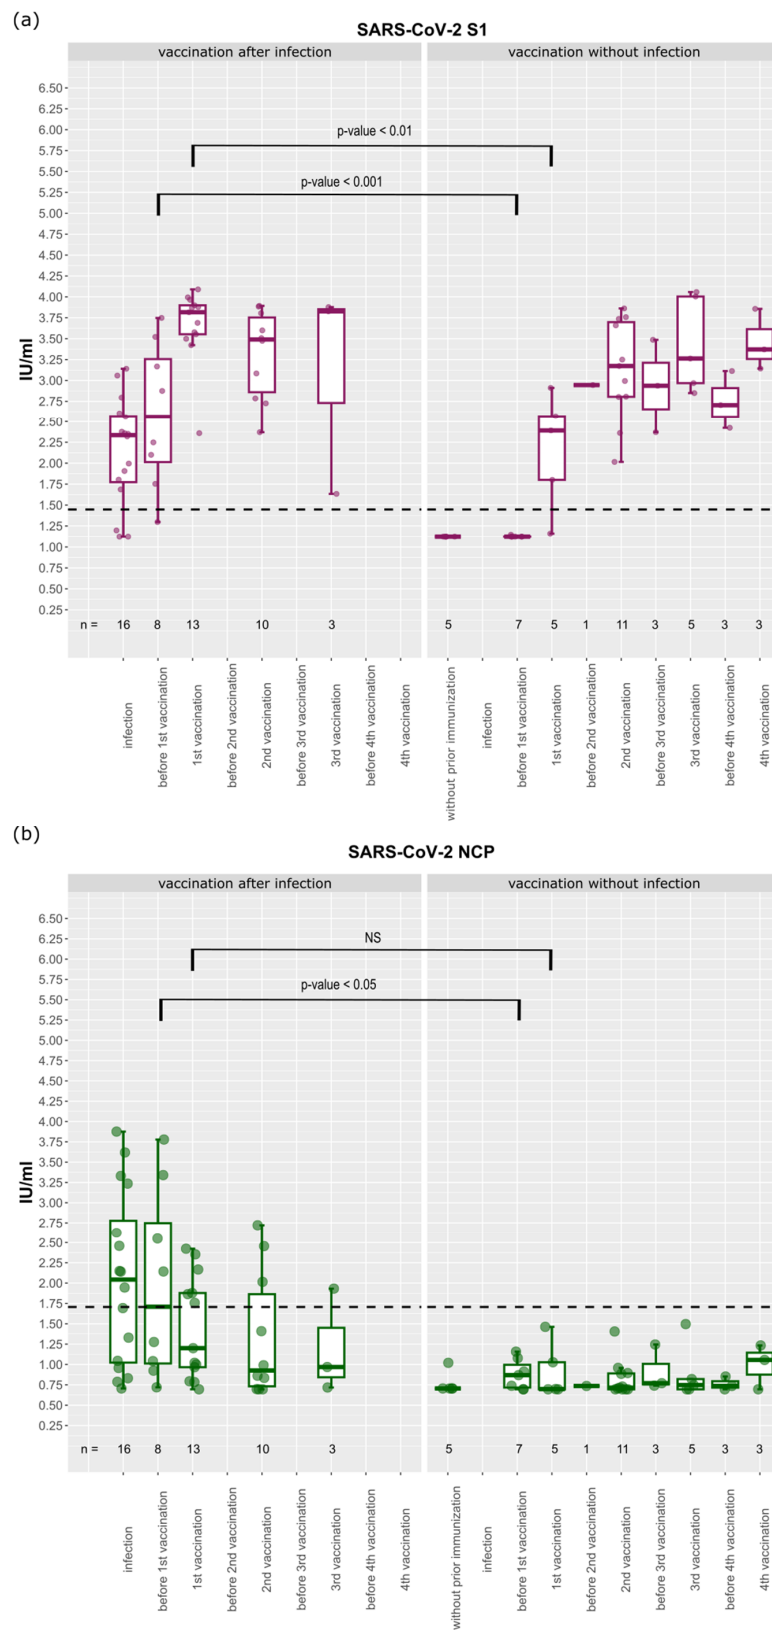 (a)
SARS-CoV-2 S1
vaccination after infection
vaccination without infection
6.50
6.25
6.00
5.75
5.50
5.25
5.00
4.75
4.50
4.25
4.00
3.75
3.50
3.25
3.00
2.75
2.50
2.25
2.00
1.75
1.50
1.25
1.00
0.75
0.50
0.25
IU/ml
p-value < 0.01
p-value < 0.001
n = 16 8 13 10 3 5 7 5 1 11 3 5 3 3
infection
before 1st vaccination
1st vaccination
before 2nd vaccination
2nd vaccination
before 3rd vaccination
3rd vaccination
before 4th vaccination
4th vaccination
without prior immunization
infection
before 1st vaccination
1st vaccination
before 2nd vaccination
2nd vaccination
before 3rd vaccination
3rd vaccination
before 4th vaccination
4th vaccination
(b)
SARS-CoV-2 NCP
vaccination after infection
vaccination without infection
6.50
6.25
6.00
5.75
5.50
5.25
5.00
4.75
4.50
4.25
4.00
3.75
3.50
3.25
3.00
2.75
2.50
2.25
2.00
1.75
1.50
1.25
1.00
0.75
0.50
0.25
IU/ml
NS
p-value < 0.05
n = 16 8 13 10 3 5 7 5 1 11 3 5 3 3
infection
before 1st vaccination
1st vaccination
before 2nd vaccination
2nd vaccination
before 3rd vaccination
3rd vaccination
before 4th vaccination
4th vaccination
without prior immunization
infection
before 1st vaccination
1st vaccination
before 2nd vaccination
2nd vaccination
before 3rd vaccination
3rd vaccination
before 4th vaccination
4th vaccination